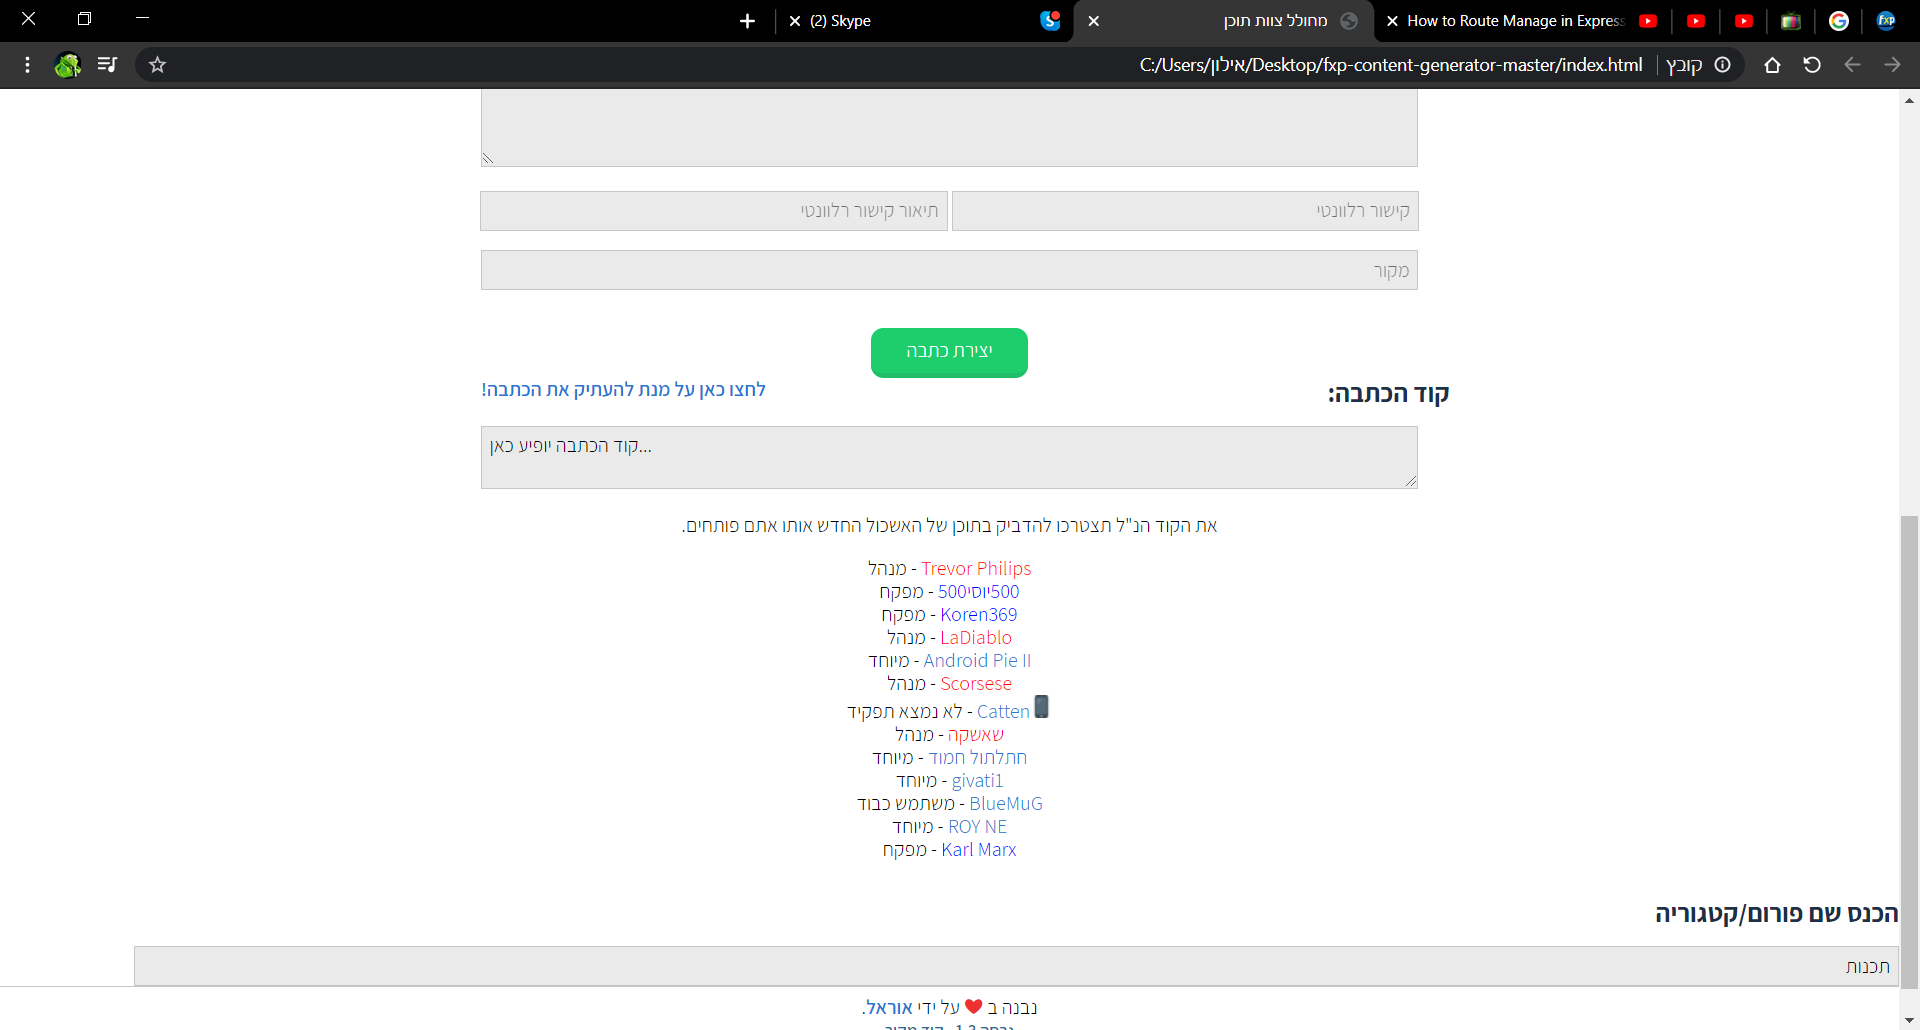 (2) Skype
מחולל צוות תוכן
How to Route Manage in Express
C:/Users/אילון/Desktop/fxp-content-generator-master/index.html
קובץ
קישור רלוונטי
תיאור קישור רלוונטי
מקור
יצירת כתבה
קוד הכתבה:
לחצו כאן על מנת להעתיק את הכתבה!
קוד הכתבה יופיע כאן...
את הקוד הנ"ל תצטרכו להדביק בתוכן של האשכול החדש אותו אתם פותחים.
Trevor Philips - מנהל
500יוסי500 - מפקח
Koren369 - מפקח
LaDiablo - מנהל
Android Pie II - מיוחד
Scorsese - מנהל
Catten - לא נמצא תפקיד
שאשקה - מנהל
חתלתול חמוד - מיוחד
givati1 - מיוחד
BlueMuG - משתמש כבוד
ROY NE - מיוחד
Karl Marx - מפקח
הכנס שם פורום/קטגוריה
תכנות
נבנה ב ❤ על ידי אוראל.